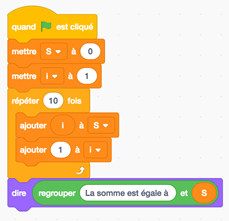 quand est cliqué
mettre S à 0
mettre i à 1
répéter 10 fois
ajouter i à S
ajouter 1 à i
dire regrouper La somme est égale à et S